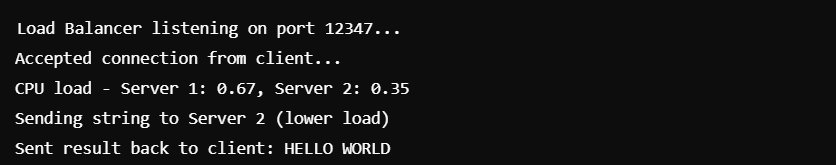 Load Balancer listening on port 12347...
Accepted connection from client...
CPU load - Server 1: 0.67, Server 2: 0.35
Sending string to Server 2 (lower load)
Sent result back to client: HELLO WORLD